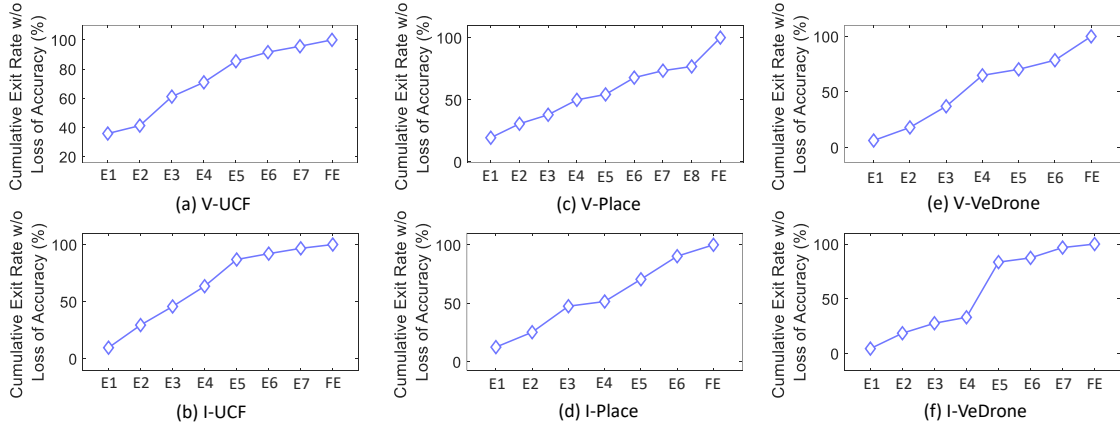 Cumulative Exit Rate w/o
Loss of Accuracy (%)
100
80
60
40
20
E1 E2 E3 E4 E5 E6 E7 FE
(a) V-UCF
Cumulative Exit Rate w/o
Loss of Accuracy (%)
100
50
0
E1 E2 E3 E4 E5 E6 E7 E8 FE
(c) V-Place
Cumulative Exit Rate w/o
Loss of Accuracy (%)
100
50
0
E1 E2 E3 E4 E5 E6 FE
(e) V-VeDrone
Cumulative Exit Rate w/o
Loss of Accuracy (%)
100
50
0
E1 E2 E3 E4 E5 E6 E7 FE
(b) I-UCF
Cumulative Exit Rate w/o
Loss of Accuracy (%)
100
50
0
E1 E2 E3 E4 E5 E6 FE
(d) I-Place
Cumulative Exit Rate w/o
Loss of Accuracy (%)
100
50
0
E1 E2 E3 E4 E5 E6 E7 FE
(f) I-VeDrone